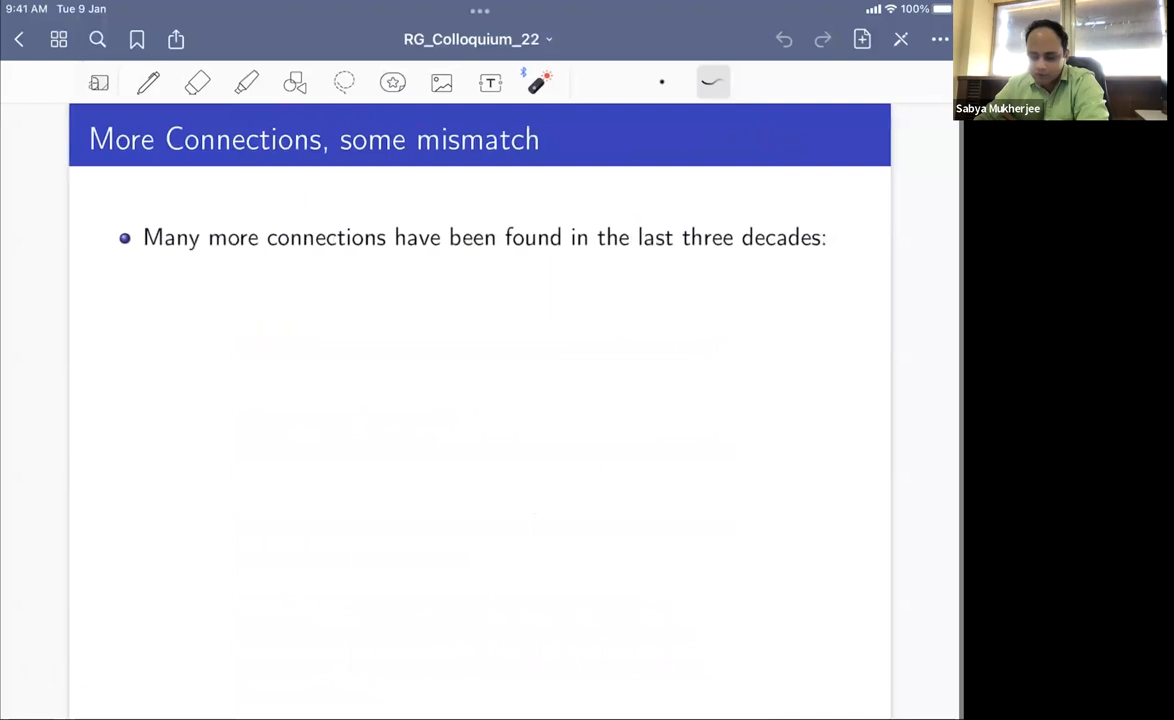 9:41 AM Tue 9 Jan
100%
RG_Colloquium_22
T
Sabya Mukherjee
More Connections, some mismatch
Many more connections have been found in the last three decades: